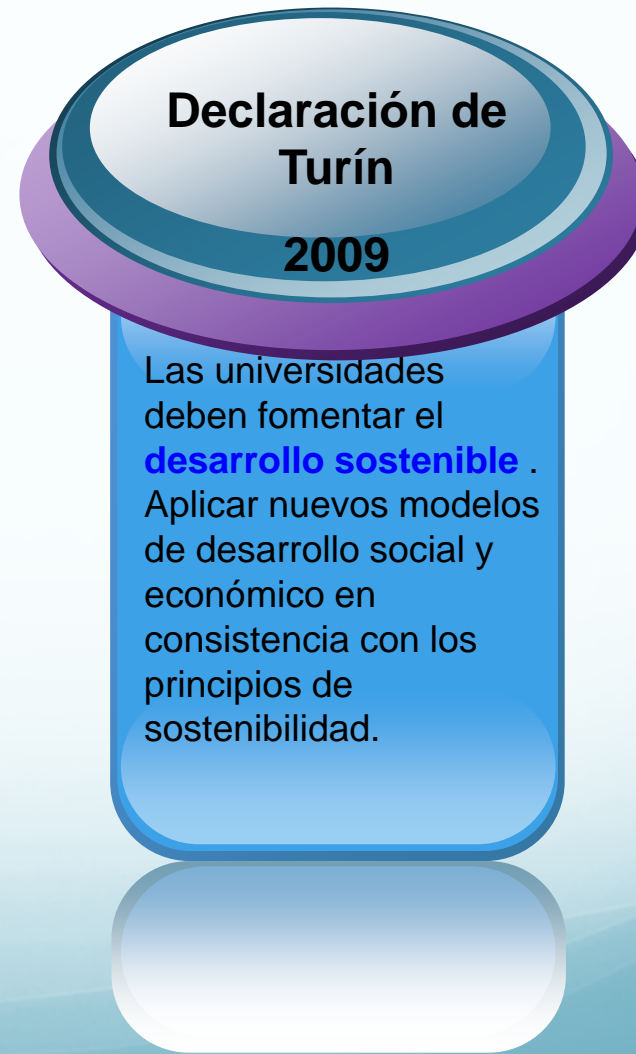 Declaración de
Turín
2009
Las universidades
deben fomentar el
desarrollo sostenible .
Aplicar nuevos modelos
de desarrollo social y
económico en
consistencia con los
principios de
sostenibilidad.